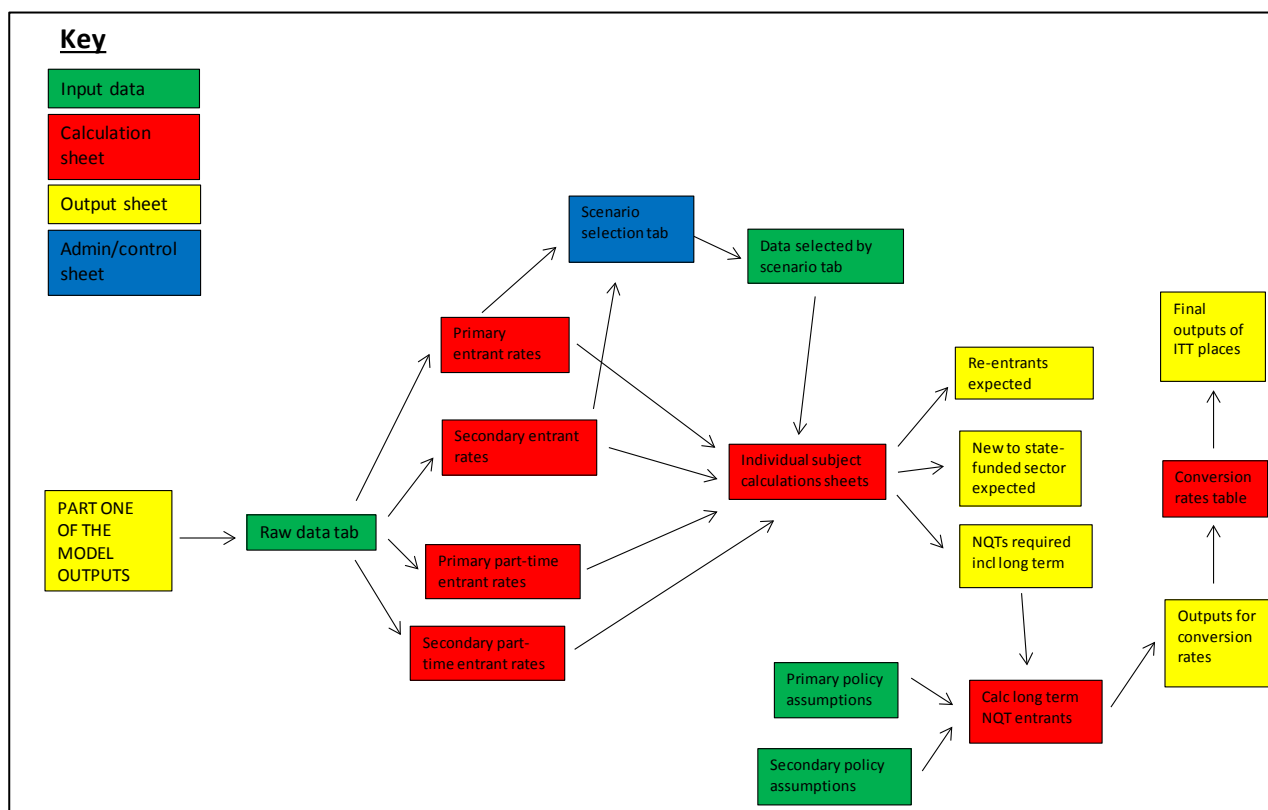 Key
Input data
Calculation
sheet
Output sheet
Admin/control
sheet
Scenario
selection tab
Data selected by
scenario tab
Primary
entrant rates
Secondary entrant
rates
Primary part-time
entrant rates
Secondary part-
time entrant rates
PART ONE
OF THE
MODEL
OUTPUTS
Raw data tab
Individual subject
calculations sheets
Re-entrants
expected
New to state-
funded sector
expected
NQTs required
incl long term
Primary policy
assumptions
Secondary policy
assumptions
Calc long term
NQT entrants
Outputs for
conversion
rates
Conversion
rates table
Final
outputs of
ITT places